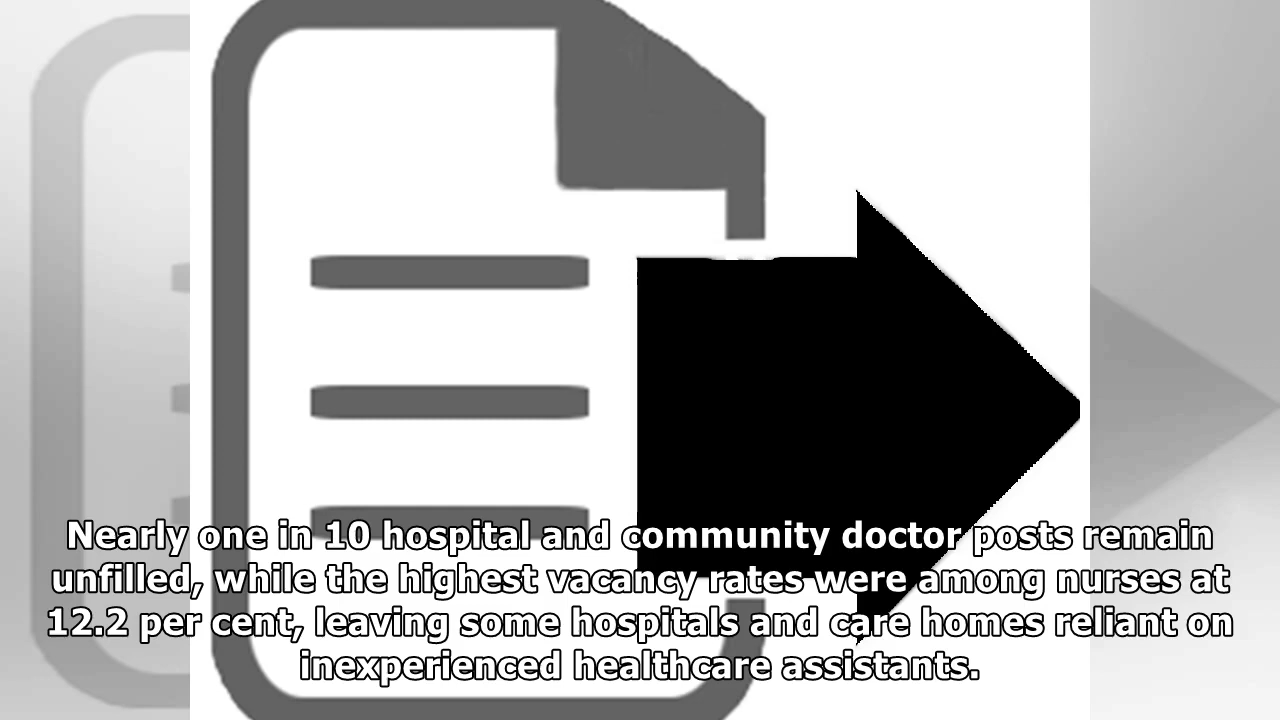 Nearly one in 10 hospital and community doctor posts remain
unfilled, while the highest vacancy rates were among nurses at
12.2 per cent, leaving some hospitals and care homes reliant on
inexperienced healthcare assistants.